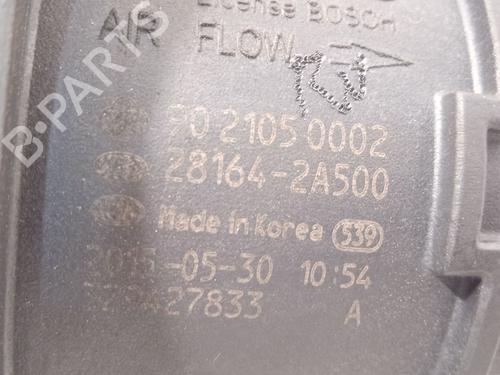 License BOSCH
AIR FLOW
B-PARTS
90 2105 0002
28164-2A500
Made in Korea 539
2015-05-30 10:54
27833 A